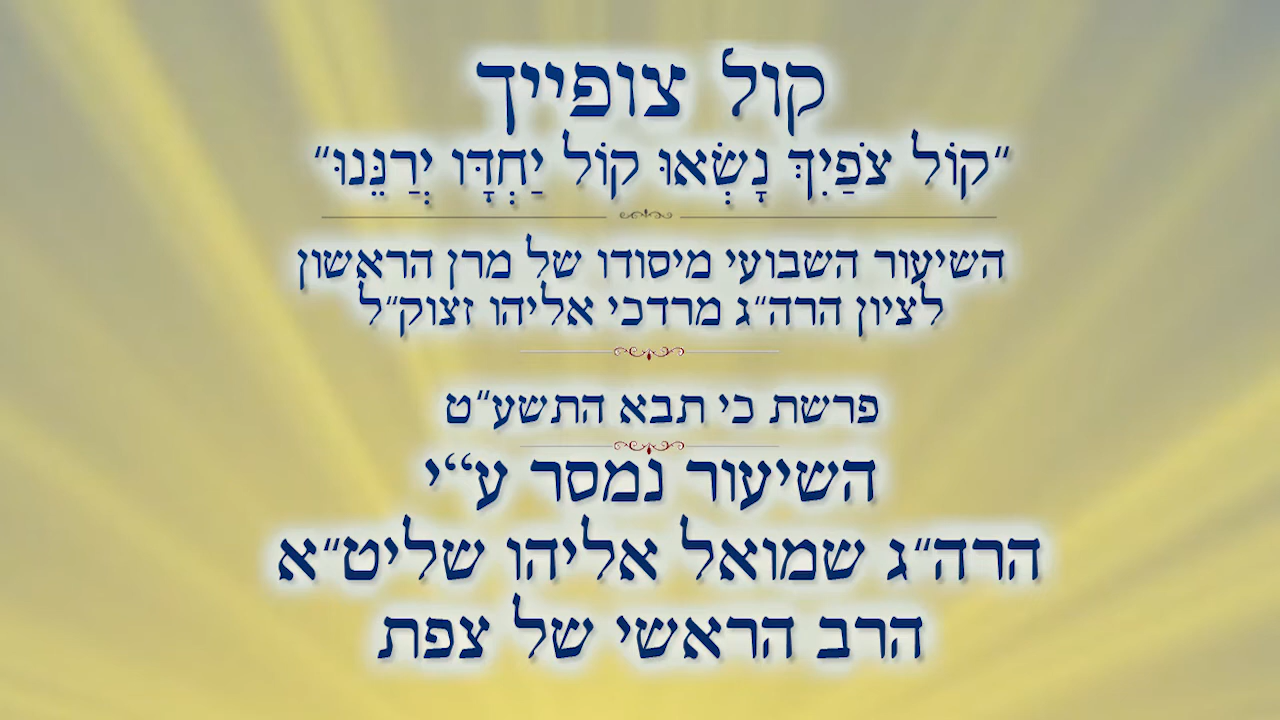 קול צופייך
"קוֹל צֹפַיִךְ נָשְׂאוּ קוֹל יַחְדָּו יְרַנֵּנוּ"
השיעור השבועי מיסודו של מרן הראשון
לציון הרה"ג מרדכי אליהו זצוק"ל
פרשת כי תבא התשע"ט
השיעור נמסר ע"י
הרה"ג שמואל אליהו שליט"א
הרב הראשי של צפת